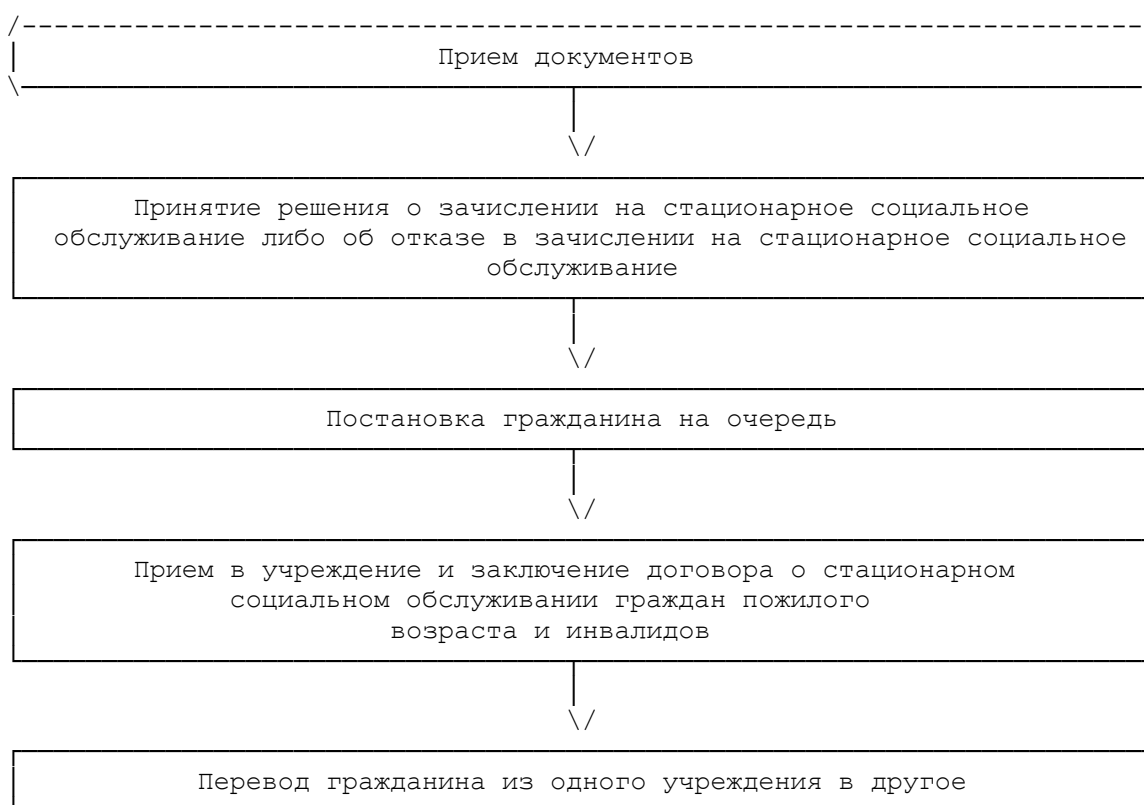 Прием документов
Принятие решения о зачислении на стационарное социальное
обслуживание либо об отказе в зачислении на стационарное социальное
обслуживание
Постановка гражданина на очередь
Прием в учреждение и заключение договора о стационарном
социальном обслуживании граждан пожилого
возраста и инвалидов
Перевод гражданина из одного учреждения в другое